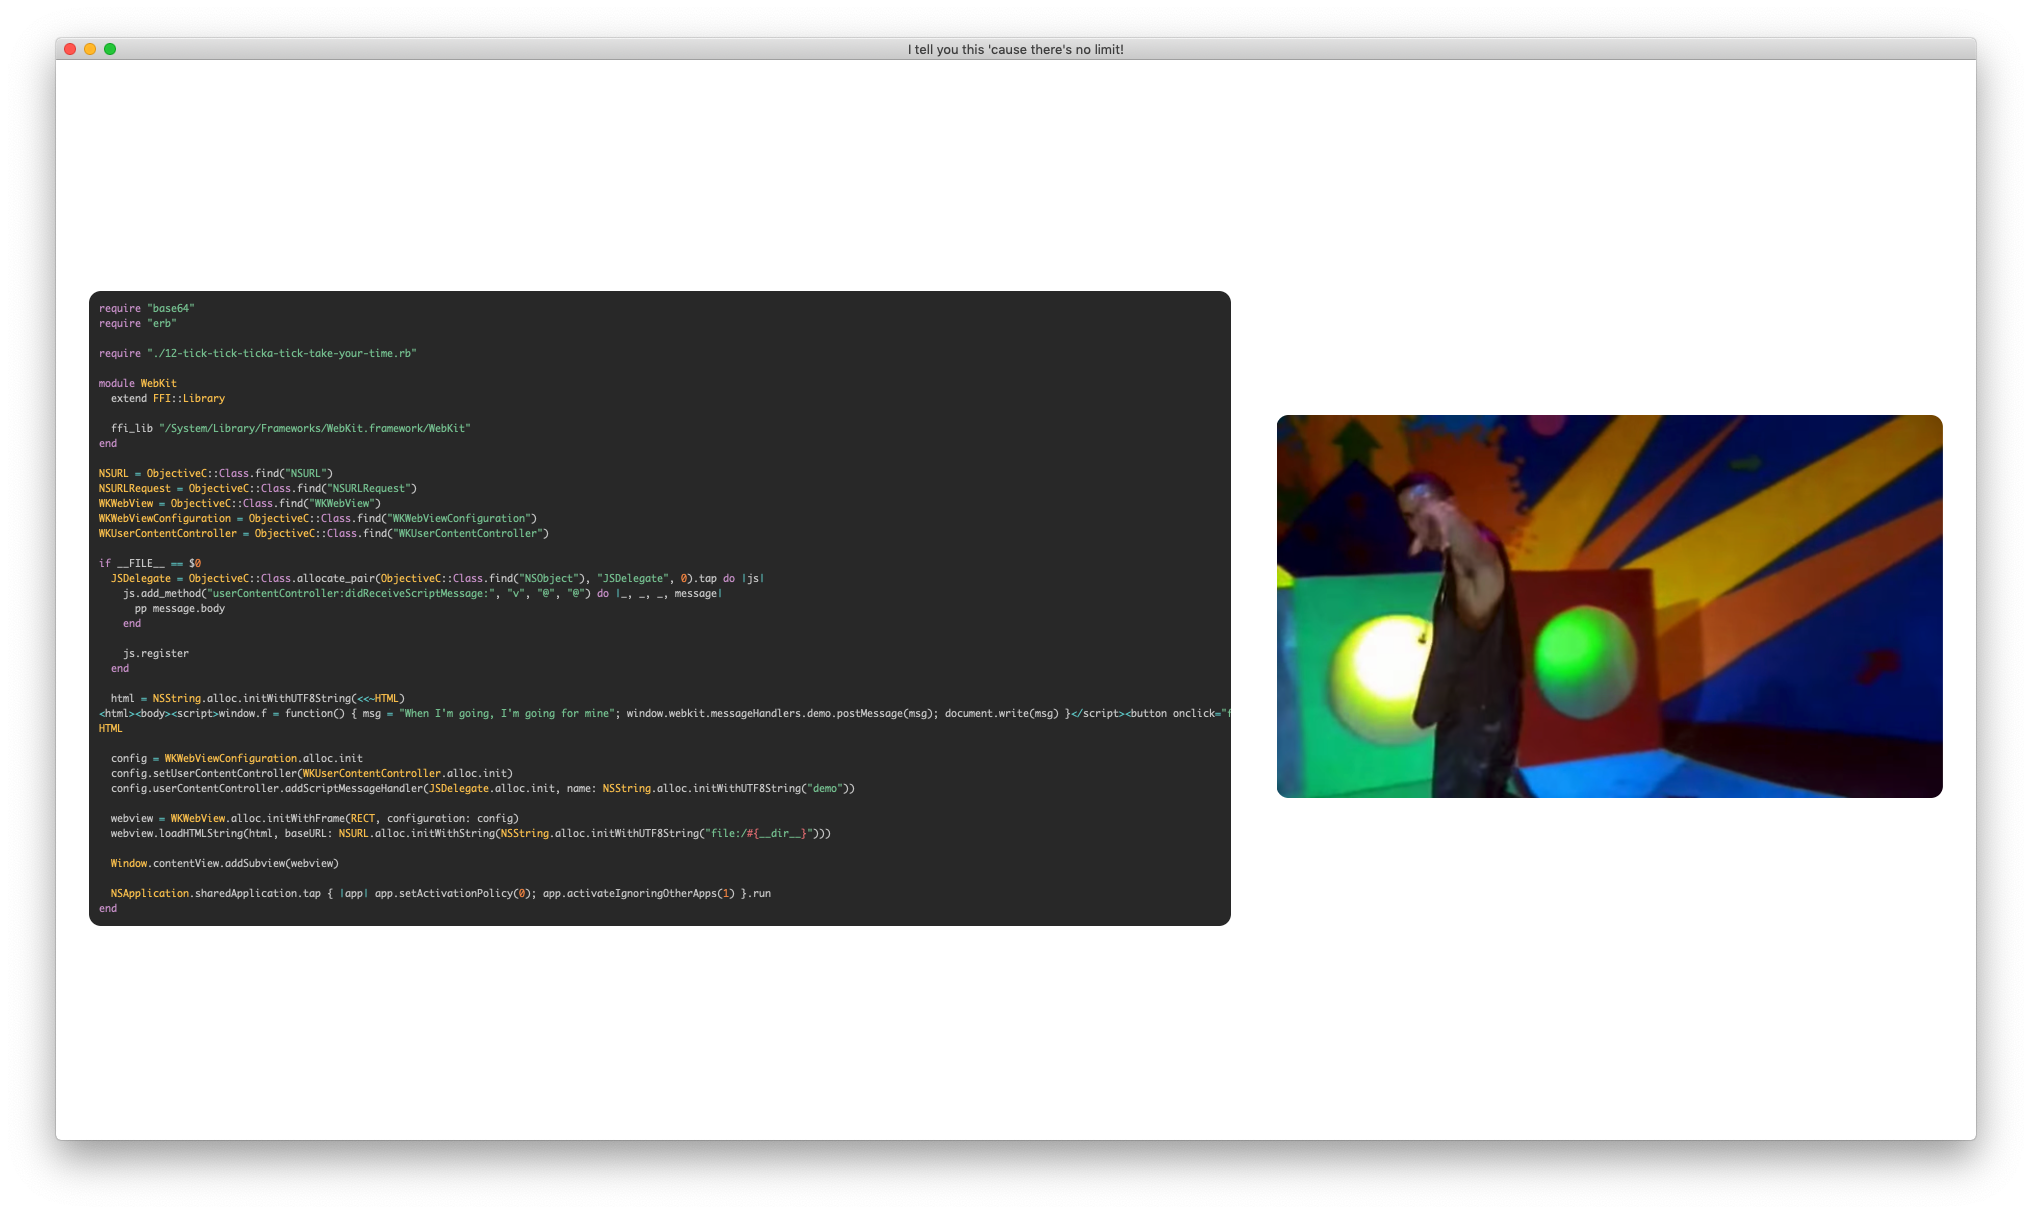 I tell you this 'cause there's no limit!
require "base64"
require "erb"
require "./12-tick-tick-ticka-tick-take-your-time.rb"
module WebKit
  extend FFI::Library
  ffi_lib "/System/Library/Frameworks/WebKit.framework/WebKit"
end
NSURL = ObjectiveC::Class.find("NSURL")
NSURLRequest = ObjectiveC::Class.find("NSURLRequest")
WKWebView = ObjectiveC::Class.find("WKWebView")
WKWebViewConfiguration = ObjectiveC::Class.find("WKWebViewConfiguration")
WKUserContentController = ObjectiveC::Class.find("WKUserContentController")
if __FILE__ == $0
  JSDelegate = ObjectiveC::Class.allocate_pair(ObjectiveC::Class.find("NSObject"), "JSDelegate", 0).tap do |js|
    js.add_method("userContentController:didReceiveScriptMessage:", "v", "@", "@") do |_, _, _, message|
      pp message.body
    end
    js.register
  end
  html = NSString.alloc.initWithUTF8String(<<~HTML)
<html><body><script>window.f = function() { msg = "When I'm going, I'm going for mine"; window.webkit.messageHandlers.demo.postMessage(msg); document.write(msg) }</script><button onclick="f
HTML
  config = WKWebViewConfiguration.alloc.init
  config.setUserContentController(WKUserContentController.alloc.init)
  config.userContentController.addScriptMessageHandler(JSDelegate.alloc.init, name: NSString.alloc.initWithUTF8String("demo"))
  webview = WKWebView.alloc.initWithFrame(RECT, configuration: config)
  webview.loadHTMLString(html, baseURL: NSURL.alloc.initWithString(NSString.alloc.initWithUTF8String("file:/#{__dir__}")))
  Window.contentView.addSubview(webview)
  NSApplication.sharedApplication.tap { |app| app.setActivationPolicy(0); app.activateIgnoringOtherApps(1) }.run
end